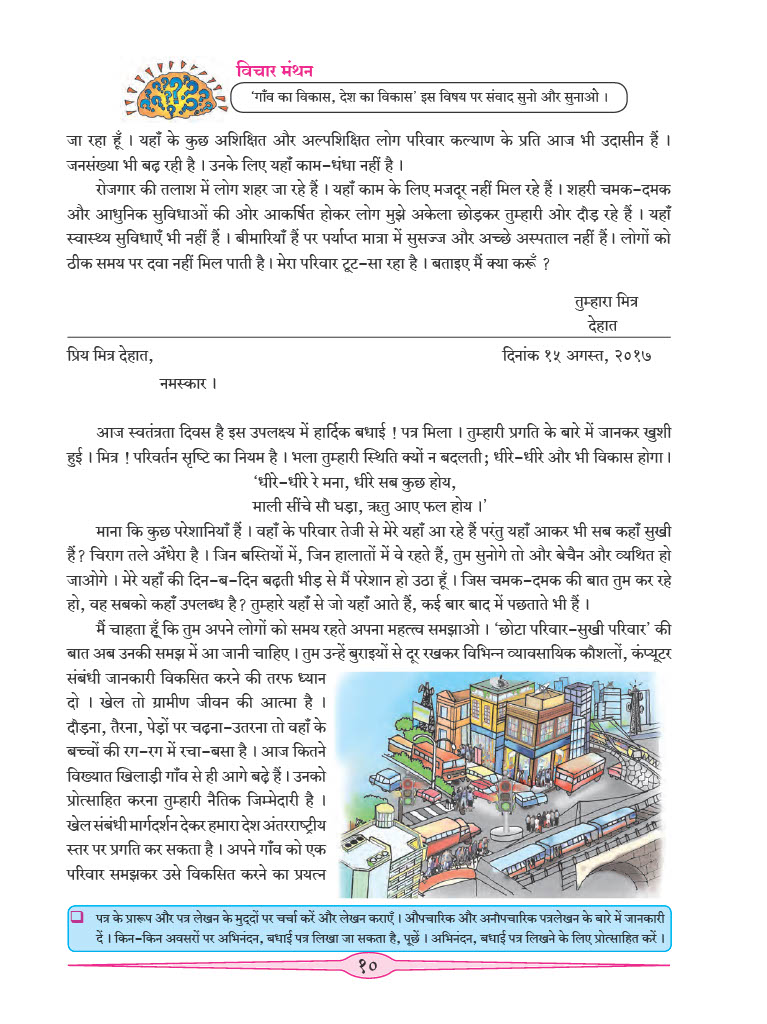 विचार मंथन
‘गाँव का विकास, देश का विकास’ इस विषय पर संवाद सुनो और सुनाओ ।
जा रहा हूँ । यहाँ के कुछ अशिक्षित और अल्पशिक्षित लोग परिवार कल्याण के प्रति आज भी उदासीन हैं ।
जनसंख्या भी बढ़ रही है । उनके लिए यहाँ काम-धंधा नहीं है ।
रोजगार की तलाश में लोग शहर जा रहे हैं । यहाँ काम के लिए मजदूर नहीं मिल रहे हैं । शहरी चमक-दमक
और आधुनिक सुविधाओं की ओर आकर्षित होकर लोग मुझे अकेला छोड़कर तुम्हारी ओर दौड़ रहे हैं । यहाँ
स्वास्थ्य सुविधाएँ भी नहीं हैं । बीमारियाँ हैं पर पर्याप्त मात्रा में सुसज्ज और अच्छे अस्पताल नहीं हैं। लोगों को
ठीक समय पर दवा नहीं मिल पाती है । मेरा परिवार टूट-सा रहा है । बताइए मैं क्या करूँ ?
तुम्हारा मित्र
देहात
प्रिय मित्र देहात, दिनांक १५ अगस्त, २०१७
नमस्कार ।
आज स्वतंत्रता दिवस है इस उपलक्ष्य में हार्दिक बधाई ! पत्र मिला । तुम्हारी प्रगति के बारे में जानकर खुशी
हुई । मित्र ! परिवर्तन सृष्टि का नियम है । भला तुम्हारी स्थिति क्यों न बदलती ; धीरे-धीरे और भी विकास होगा।
‘धीरे-धीरे रे मना, धीरे सब कुछ होय,
माली सींचे सौ घड़ा, ऋतु आए फल होय ।’
माना कि कुछ परेशानियाँ हैं । वहाँ के परिवार तेजी से मेरे यहाँ आ रहे हैं परंतु यहाँ आकर भी सब कहाँ सुखी
हैं? चिराग तले अँधेरा है । जिन बस्तियों में, जिन हालातों में वे रहते हैं, तुम सुनोगे तो और बेचैन और व्यथित हो
जाओगे । मेरे यहाँ की दिन-ब-दिन बढ़ती भीड़ से मैं परेशान हो उठा हूँ । जिस चमक-दमक की बात तुम कर रहे
हो, वह सबको कहाँ उपलब्ध है? तुम्हारे यहाँ से जो यहाँ आते हैं, कई बार बाद में पछताते भी हैं ।
मैं चाहता हूँ कि तुम अपने लोगों को समय रहते अपना महत्त्व समझाओ । ‘छोटा परिवार-सुखी परिवार’ की
बात अब उनकी समझ में आ जानी चाहिए । तुम उन्हें बुराइयों से दूर रखकर विभिन्न व्यावसायिक कौशलों, कंप्यूटर
संबंधी जानकारी विकसित करने की तरफ ध्यान
दो । खेल तो ग्रामीण जीवन की आत्मा है ।
दौड़ना, तैरना, पेड़ों पर चढ़ना-उतरना तो वहाँ के
बच्चों की रग-रग में रचा-बसा है । आज कितने
विख्यात खिलाड़ी गाँव से ही आगे बढ़े हैं । उनको
प्रोत्साहित करना तुम्हारी नैतिक जिम्मेदारी है ।
खेल संबंधी मार्गदर्शन देकर हमारा देश अंतरराष्ट्रीय
स्तर पर प्रगति कर सकता है । अपने गाँव को एक
परिवार समझकर उसे विकसित करने का प्रयत्न
पत्र के प्रारूप और पत्र लेखन के मुद्दों पर चर्चा करें और लेखन कराएँ । औपचारिक और अनौपचारिक पत्रलेखन के बारे में जानकारी
दें । किन-किन अवसरों पर अभिनंदन, बधाई पत्र लिखा जा सकता है, पूछें । अभिनंदन, बधाई पत्र लिखने के लिए प्रोत्साहित करें ।
१०